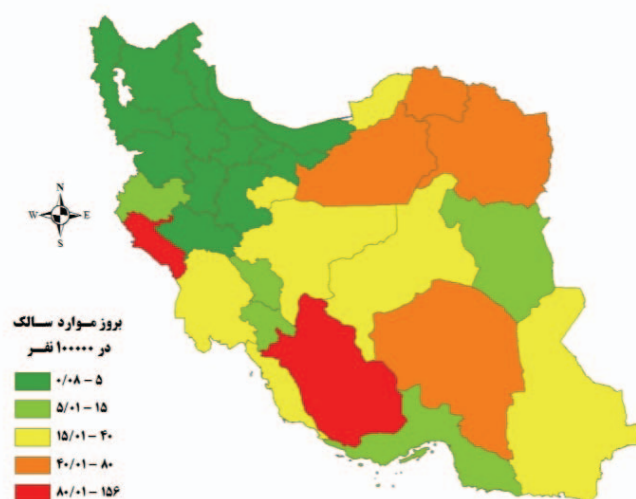 N
W E
S
بروز موارد سالک
در ۱۰۰۰۰۰ نفر
۰/۰۸ – ۵
۵/۰۱ – ۱۵
۱۵/۰۱ – ۴۰
۴۰/۰۱ – ۸۰
۸۰/۰۱ – ۱۵۶